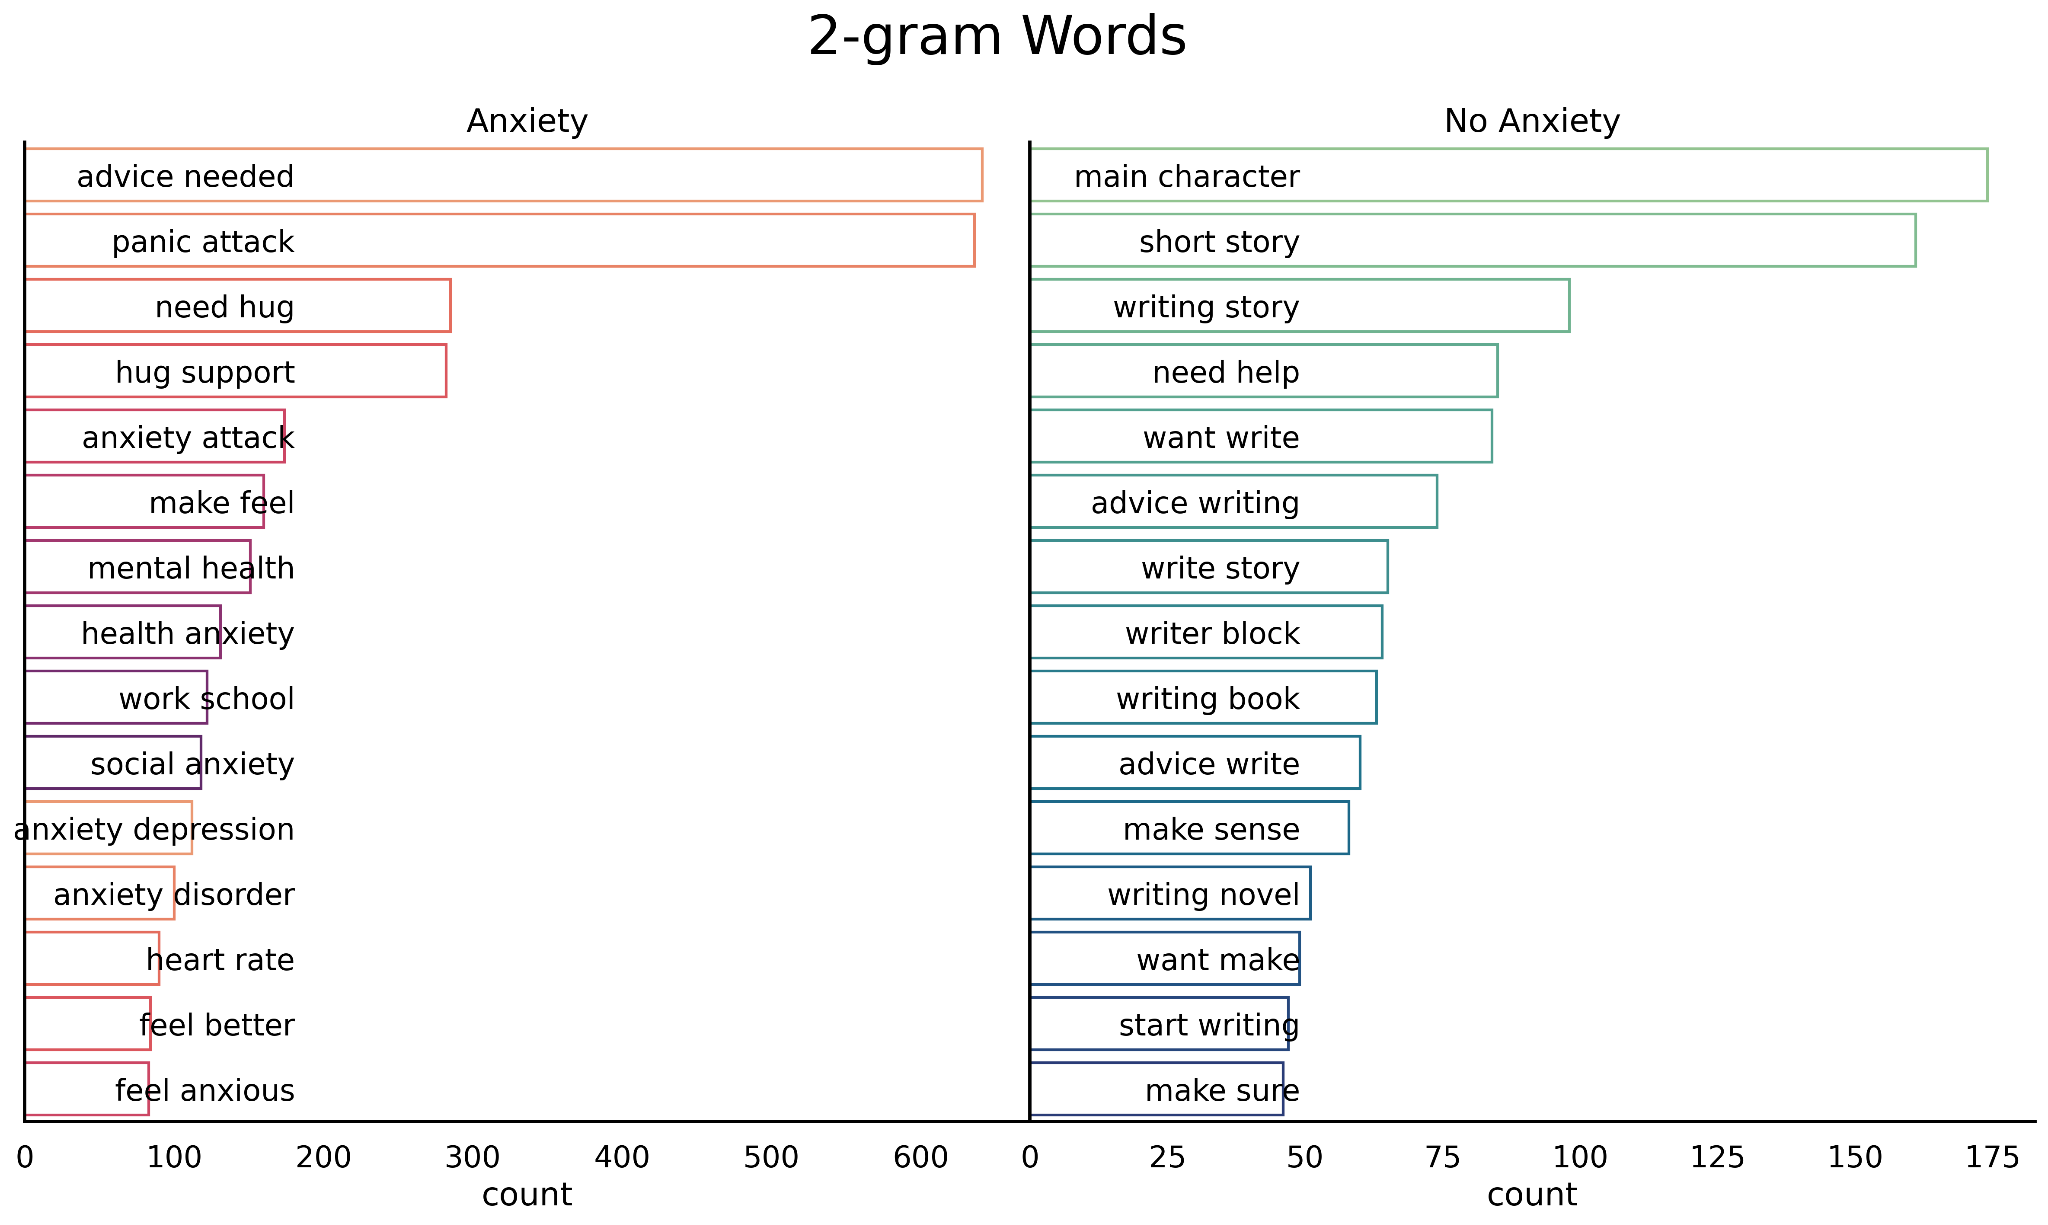 2-gram Words
Anxiety
advice needed
panic attack
need hug
hug support
anxiety attack
make feel
mental health
health anxiety
work school
social anxiety
anxiety depression
anxiety disorder
heart rate
feel better
feel anxious
0 100 200 300 400 500 600
count
No Anxiety
main character
short story
writing story
need help
want write
advice writing
write story
writer block
writing book
advice write
make sense
writing novel
want make
start writing
make sure
0 25 50 75 100 125 150 175
count